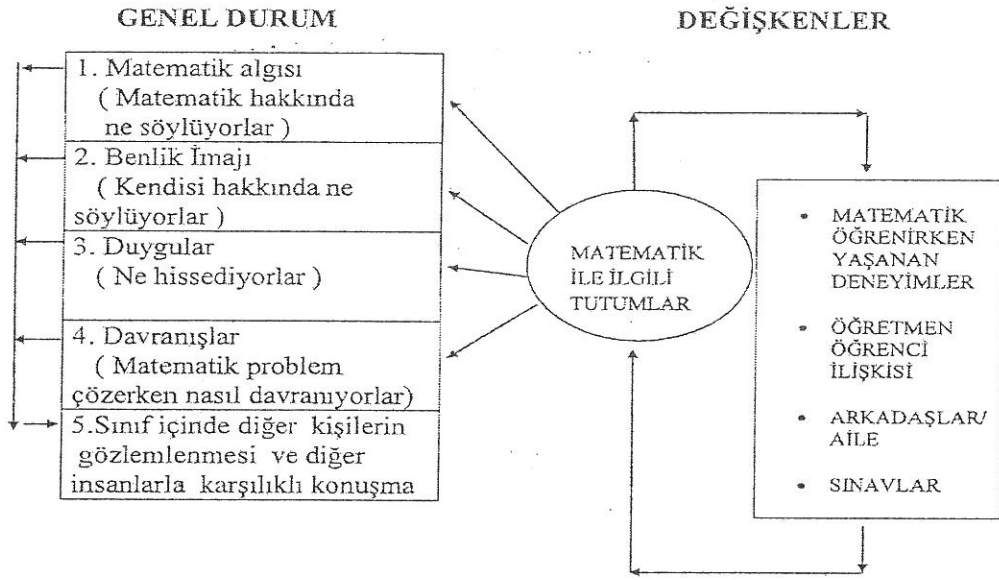 GENEL DURUM
DEĞİŞKENLER
1. Matematik algısı
( Matematik hakkında
ne söylüyorlar )
2. Benlik İmajı
( Kendisi hakkında ne
söylüyorlar )
3. Duygular
( Ne hissediyorlar )
4. Davranışlar
( Matematik problem
çözerken nasıl davranıyorlar)
5.Sınıf içinde diğer kişilerin
gözlemlenmesi ve diğer
insanlarla karşılıklı konuşma
MATEMATİK
İLE İLGİLİ
TUTUMLAR
• MATEMATİK
ÖĞRENİRKEN
YAŞANAN
DENEYİMLER
• ÖĞRETMEN
ÖĞRENCİ
İLİŞKİSİ
• ARKADAŞLAR/
AİLE
• SINAVLAR